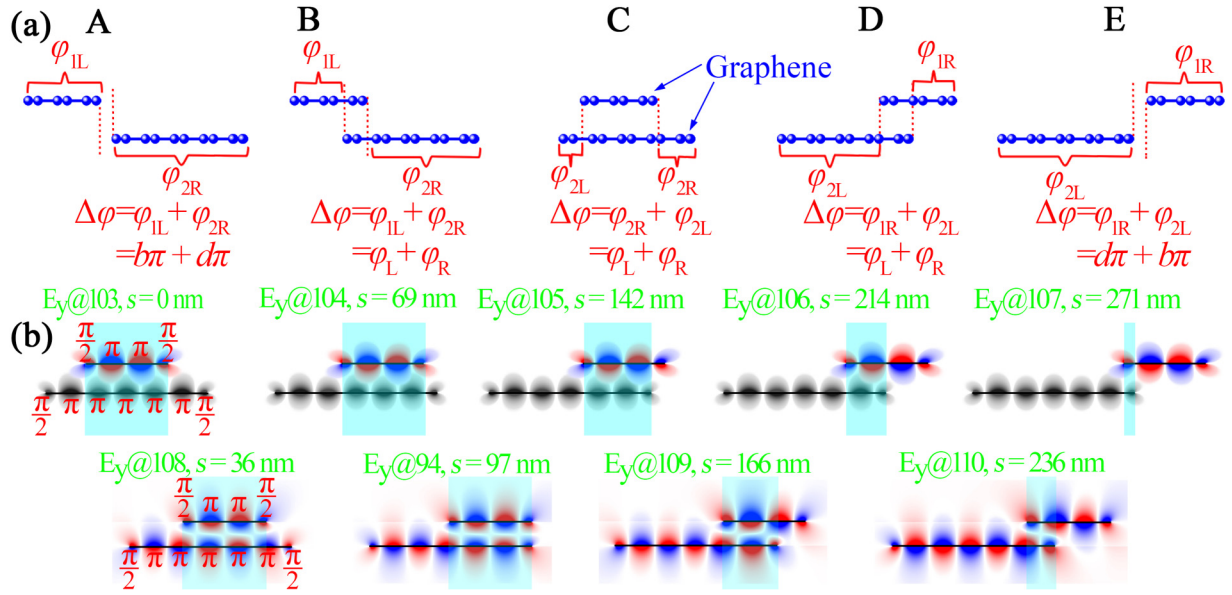 (a) A B C D E
φ1L φ1L Graphene φ1R φ1R
φ2R φ2R φ2L φ2R φ2L φ2L
Δφ=φ1L+φ2R Δφ=φ1L+φ2R Δφ=φ2R+φ2L Δφ=φ1R+φ2L Δφ=φ1R+φ2L
=bπ+dπ =φL+φR =φL+φR =φL+φR =dπ+bπ
Ey@103, s=0 nm Ey@104, s=69 nm Ey@105, s=142 nm Ey@106, s=214 nm Ey@107, s=271 nm
(b) π/2 π π π/2
π/2 π π π π π π π/2
Ey@108, s=36 nm Ey@94, s=97 nm Ey@109, s=166 nm Ey@110, s=236 nm
π/2 π π π/2
π/2 π π π π π π π/2